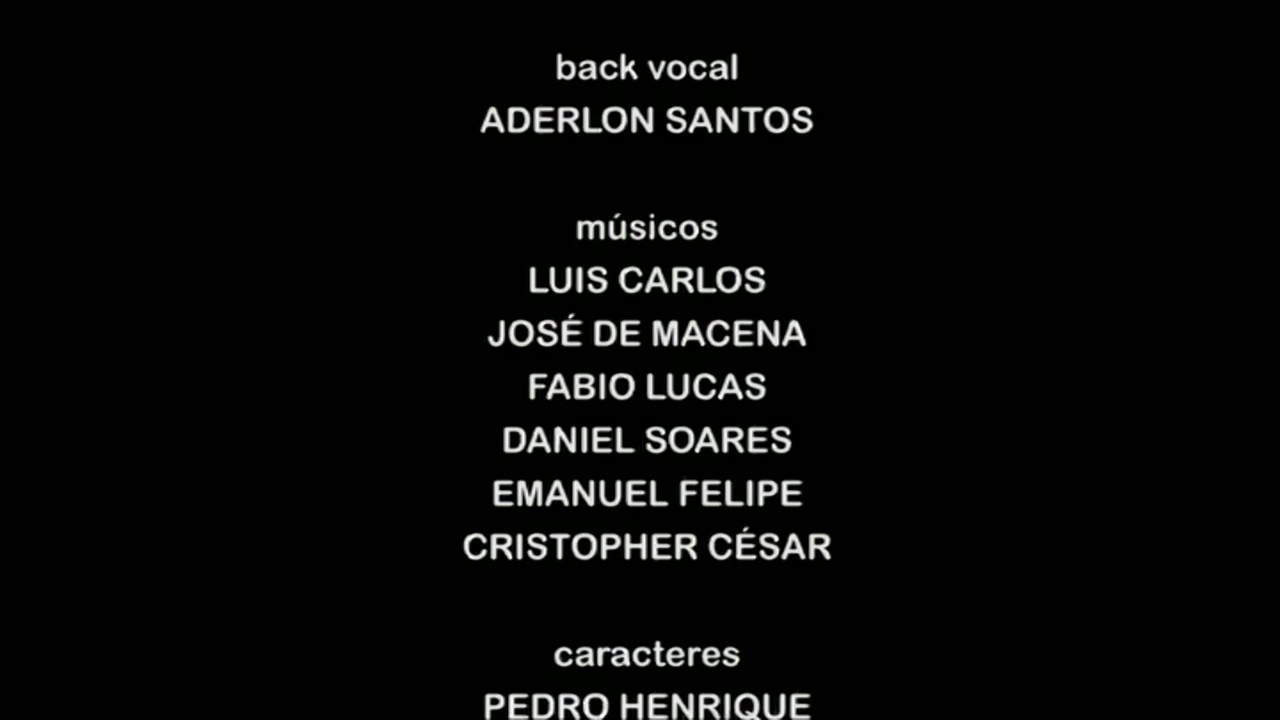 back vocal
ADERLON SANTOS
músicos
LUIS CARLOS
JOSÉ DE MACENA
FABIO LUCAS
DANIEL SOARES
EMANUEL FELIPE
CRISTOPHER CÉSAR
caracteres
PEDRO HENRIQUE